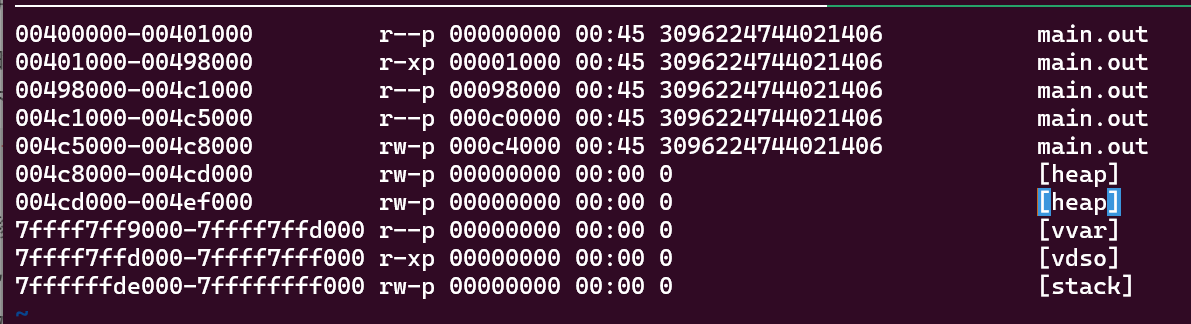 00400000-00401000 r--p 00000000 00:45 3096224744021406 main.out
00401000-00498000 r-xp 00001000 00:45 3096224744021406 main.out
00498000-004c1000 r--p 00098000 00:45 3096224744021406 main.out
004c1000-004c5000 r--p 000c0000 00:45 3096224744021406 main.out
004c5000-004c8000 rw-p 000c4000 00:45 3096224744021406 main.out
004c8000-004cd000 rw-p 00000000 00:00 0 [heap]
004cd000-004ef000 rw-p 00000000 00:00 0 [heap]
7ffff7ff9000-7ffff7ffd000 r--p 00000000 00:00 0 [vvar]
7ffff7ffd000-7ffff7fff000 r-xp 00000000 00:00 0 [vdso]
7ffffffde000-7ffffffff000 rw-p 00000000 00:00 0 [stack]
~